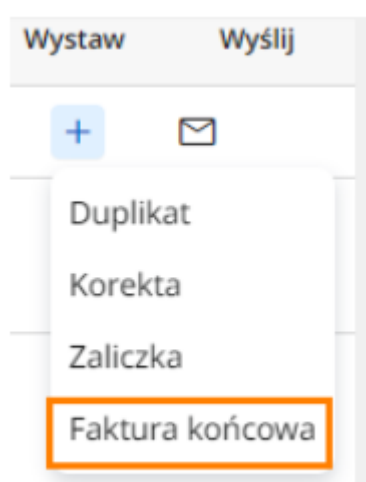 Wystaw Wyślij
Duplikat
Korekta
Zaliczka
Faktura końcowa